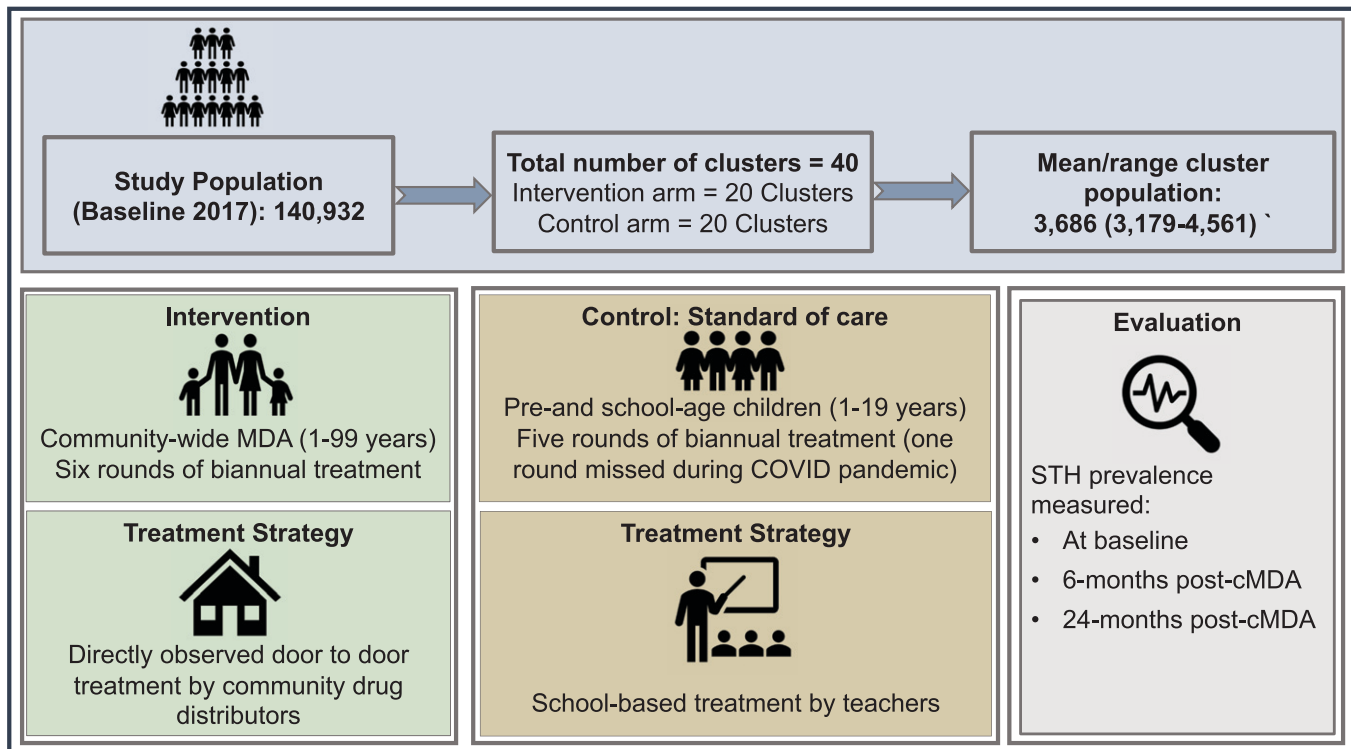 Study Population
(Baseline 2017): 140,932
Total number of clusters = 40
Intervention arm = 20 Clusters
Control arm = 20 Clusters
Mean/range cluster
population:
3,686 (3,179-4,561) `
Intervention
Community-wide MDA (1-99 years)
Six rounds of biannual treatment
Treatment Strategy
Directly observed door to door
treatment by community drug
distributors
Control: Standard of care
Pre-and school-age children (1-19 years)
Five rounds of biannual treatment (one
round missed during COVID pandemic)
Treatment Strategy
School-based treatment by teachers
Evaluation
STH prevalence
measured:
• At baseline
• 6-months post-cMDA
• 24-months post-cMDA